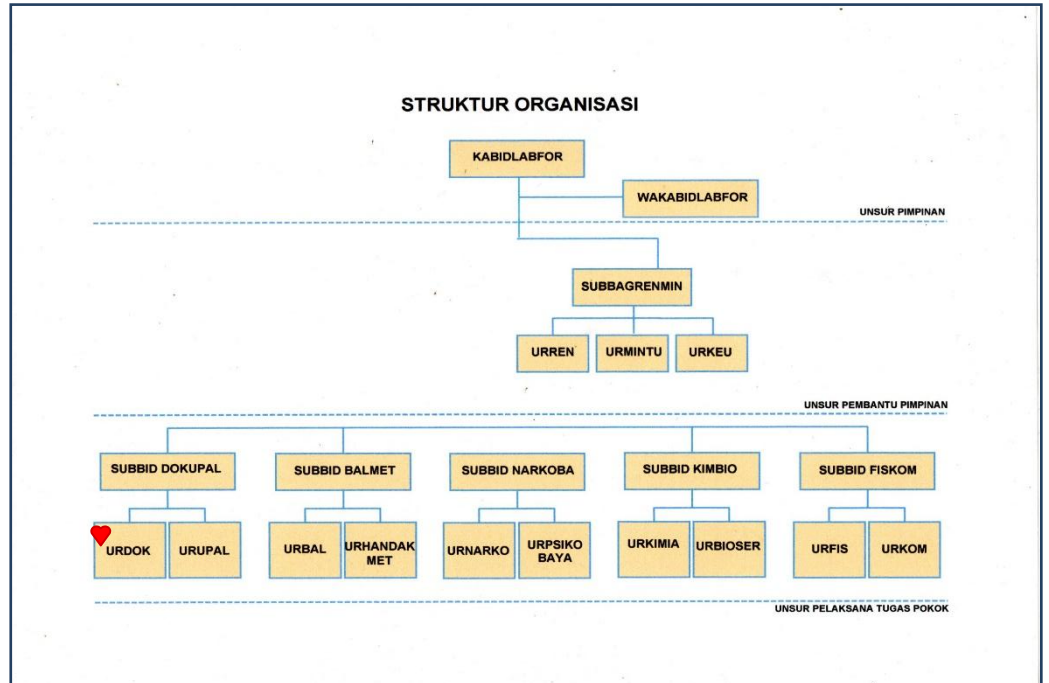 STRUKTUR ORGANISASI
KABIDLABFOR
WAKABIDLABFOR
UNSUR PIMPINAN
SUBBAGRENMIN
URREN
URMINTU
URKEU
UNSUR PEMBANTU PIMPINAN
SUBBID DOKUPAL
SUBBID BALMET
SUBBID NARKOBA
SUBBID KIMBIO
SUBBID FISKOM
URDOK
URUPAL
URBAL
URHANDAK
MET
URNARKO
URPSIKO
BAYA
URKIMIA
URBIOSER
URFIS
URKOM
UNSUR PELAKSANA TUGAS POKOK